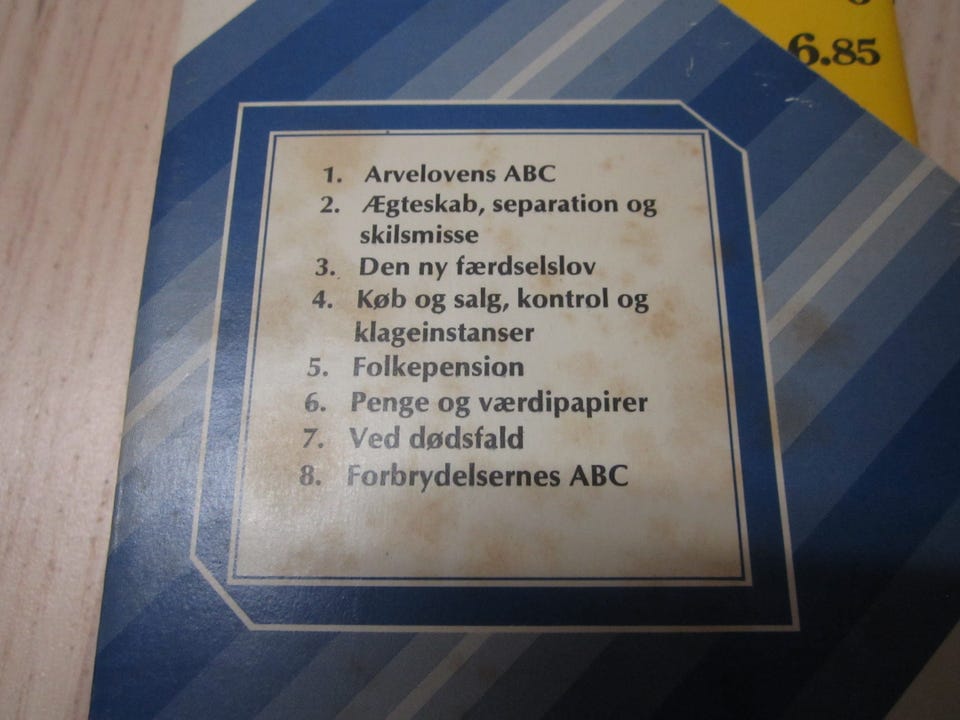 6.85
1. Arvelovens ABC
2. Ægteskab, separation og
skilsmisse
3. Den ny færdselslov
4. Køb og salg, kontrol og
klageinstanser
5. Folkepension
6. Penge og værdipapirer
7. Ved dødsfald
8. Forbrydelsernes ABC